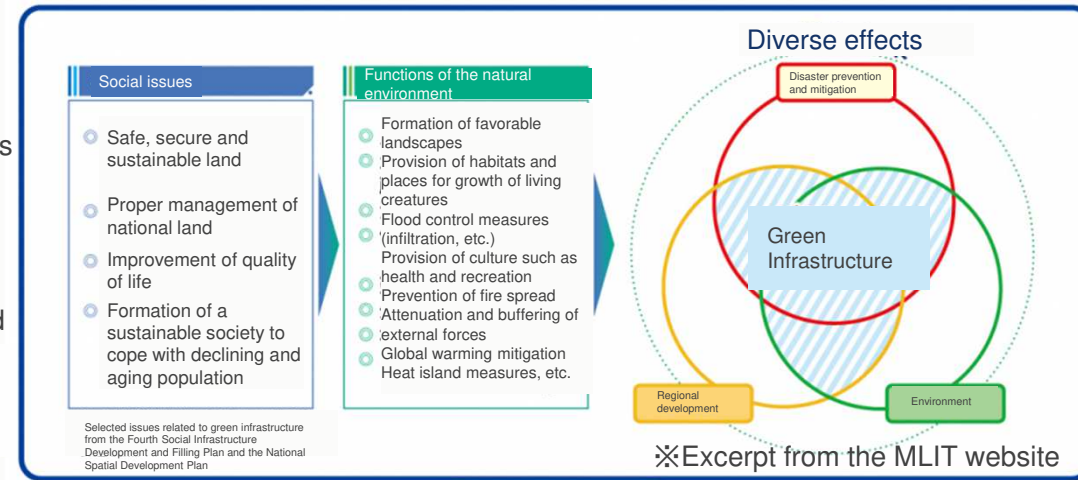 s
d
Social issues
Safe, secure and
sustainable land
Proper management of
national land
Improvement of quality
of life
Formation of a
sustainable society to
cope with declining and
aging population
Selected issues related to green infrastructure
from the Fourth Social Infrastructure
Development and Filling Plan and the National
Spatial Development Plan
Functions of the natural
environment
Formation of favorable
landscapes
Provision of habitats and
places for growth of living
creatures
Flood control measures
(infiltration, etc.)
Provision of culture such as
health and recreation
Prevention of fire spread
Attenuation and buffering of
external forces
Global warming mitigation
Heat island measures, etc.
Diverse effects
Disaster prevention
and mitigation
Green
Infrastructure
Regional
development
Environment
※Excerpt from the MLIT website